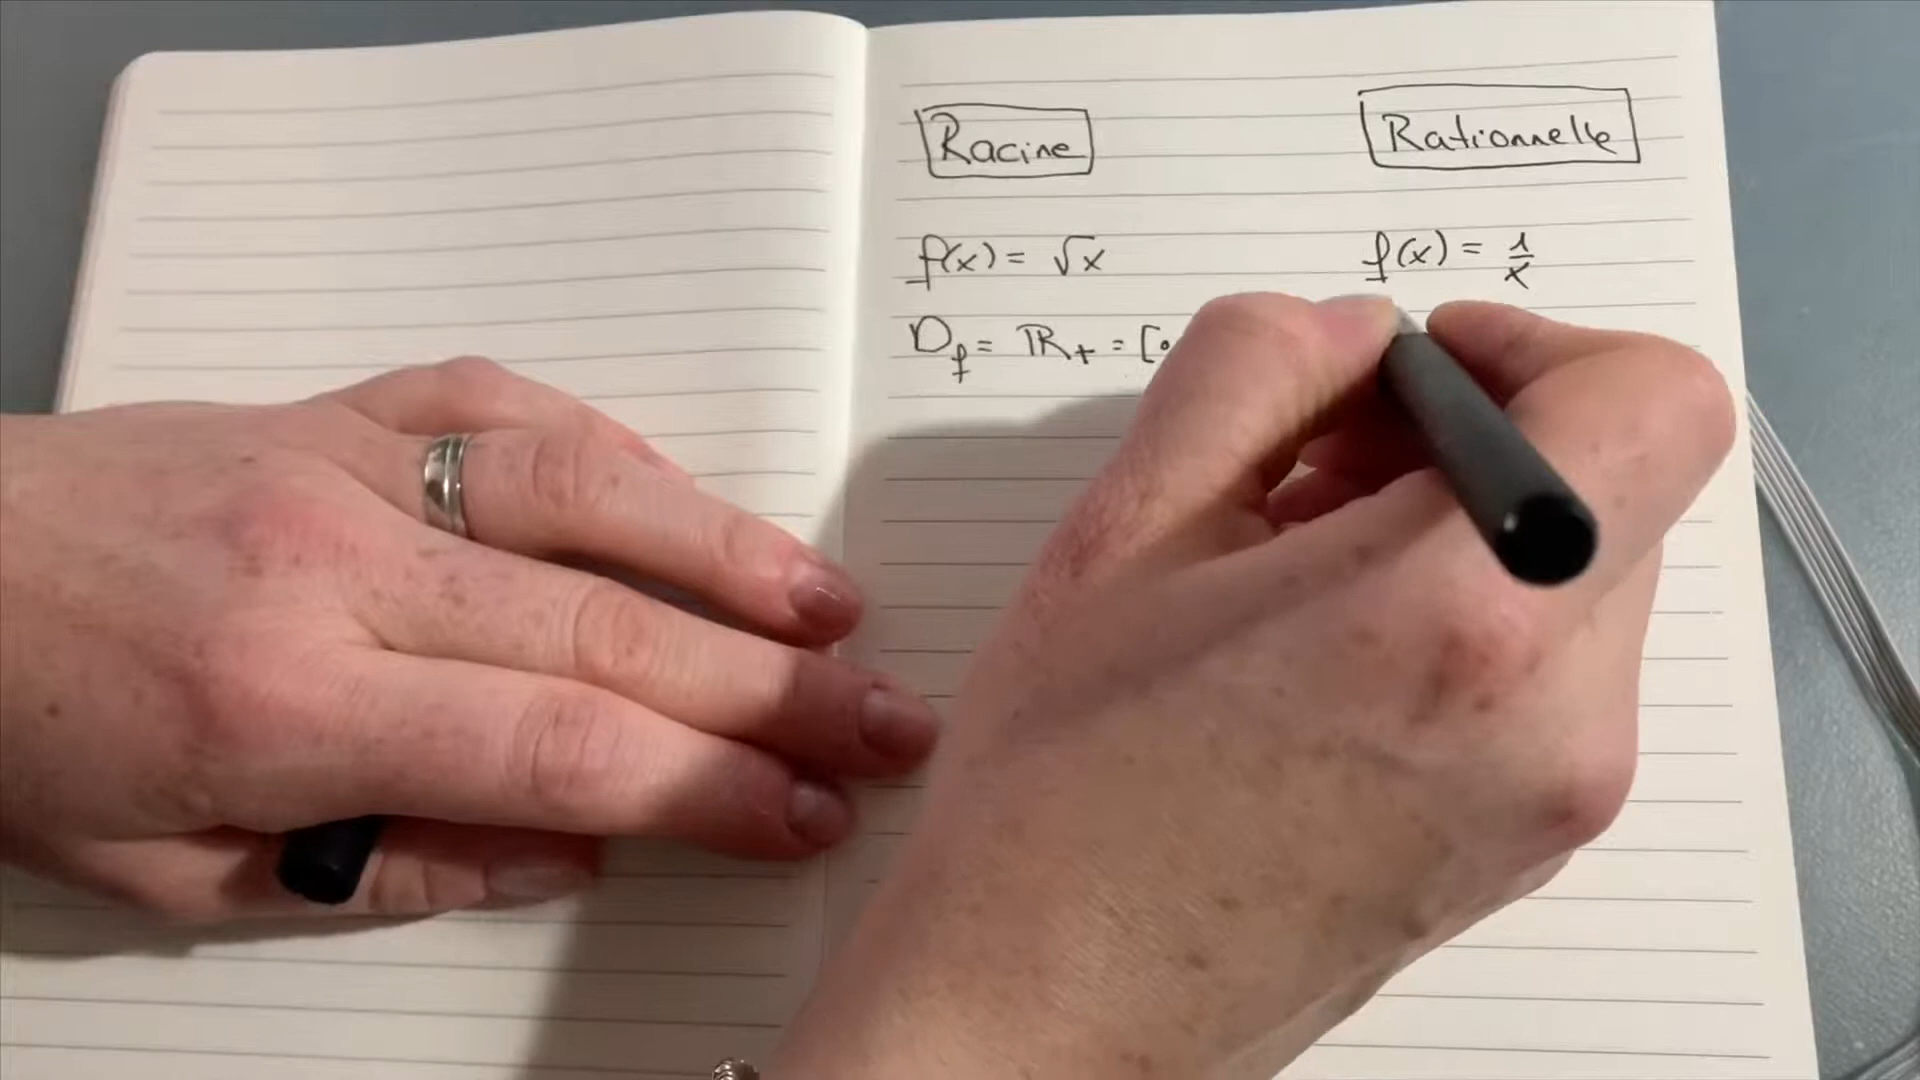 Racine
Rationnelle
f(x) = √x
f(x) = 1/x
D_f = ℝ₊ = [0